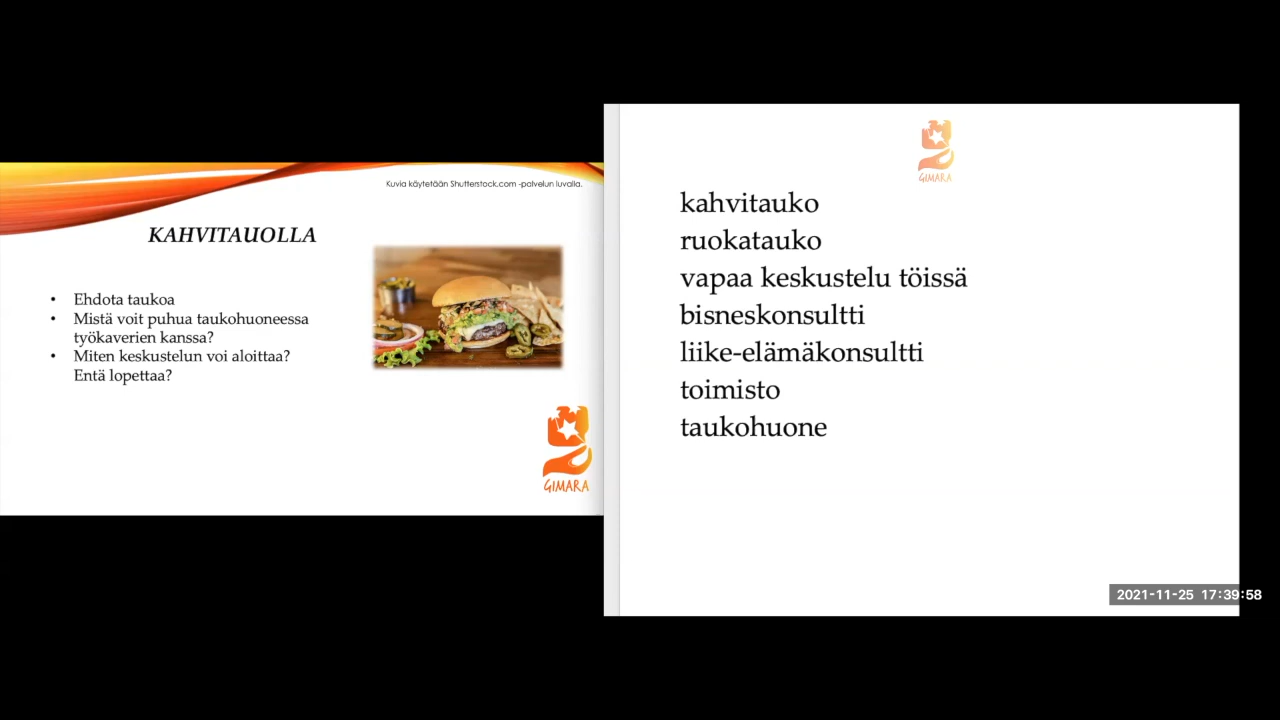 Kuvia käytetään Shutterstock.com -palvelun luvalla.
KAHVITAUOLLA
• Ehdota taukoa
• Mistä voit puhua taukohuoneessa
työkaverien kanssa?
• Miten keskustelun voi aloittaa?
Entä lopettaa?
GIMARA
GIMARA
kahvitauko
ruokatauko
vapaa keskustelu töissä
bisneskonsultti
liike-elämäkonsultti
toimisto
taukohuone
2021-11-25 17:39:58